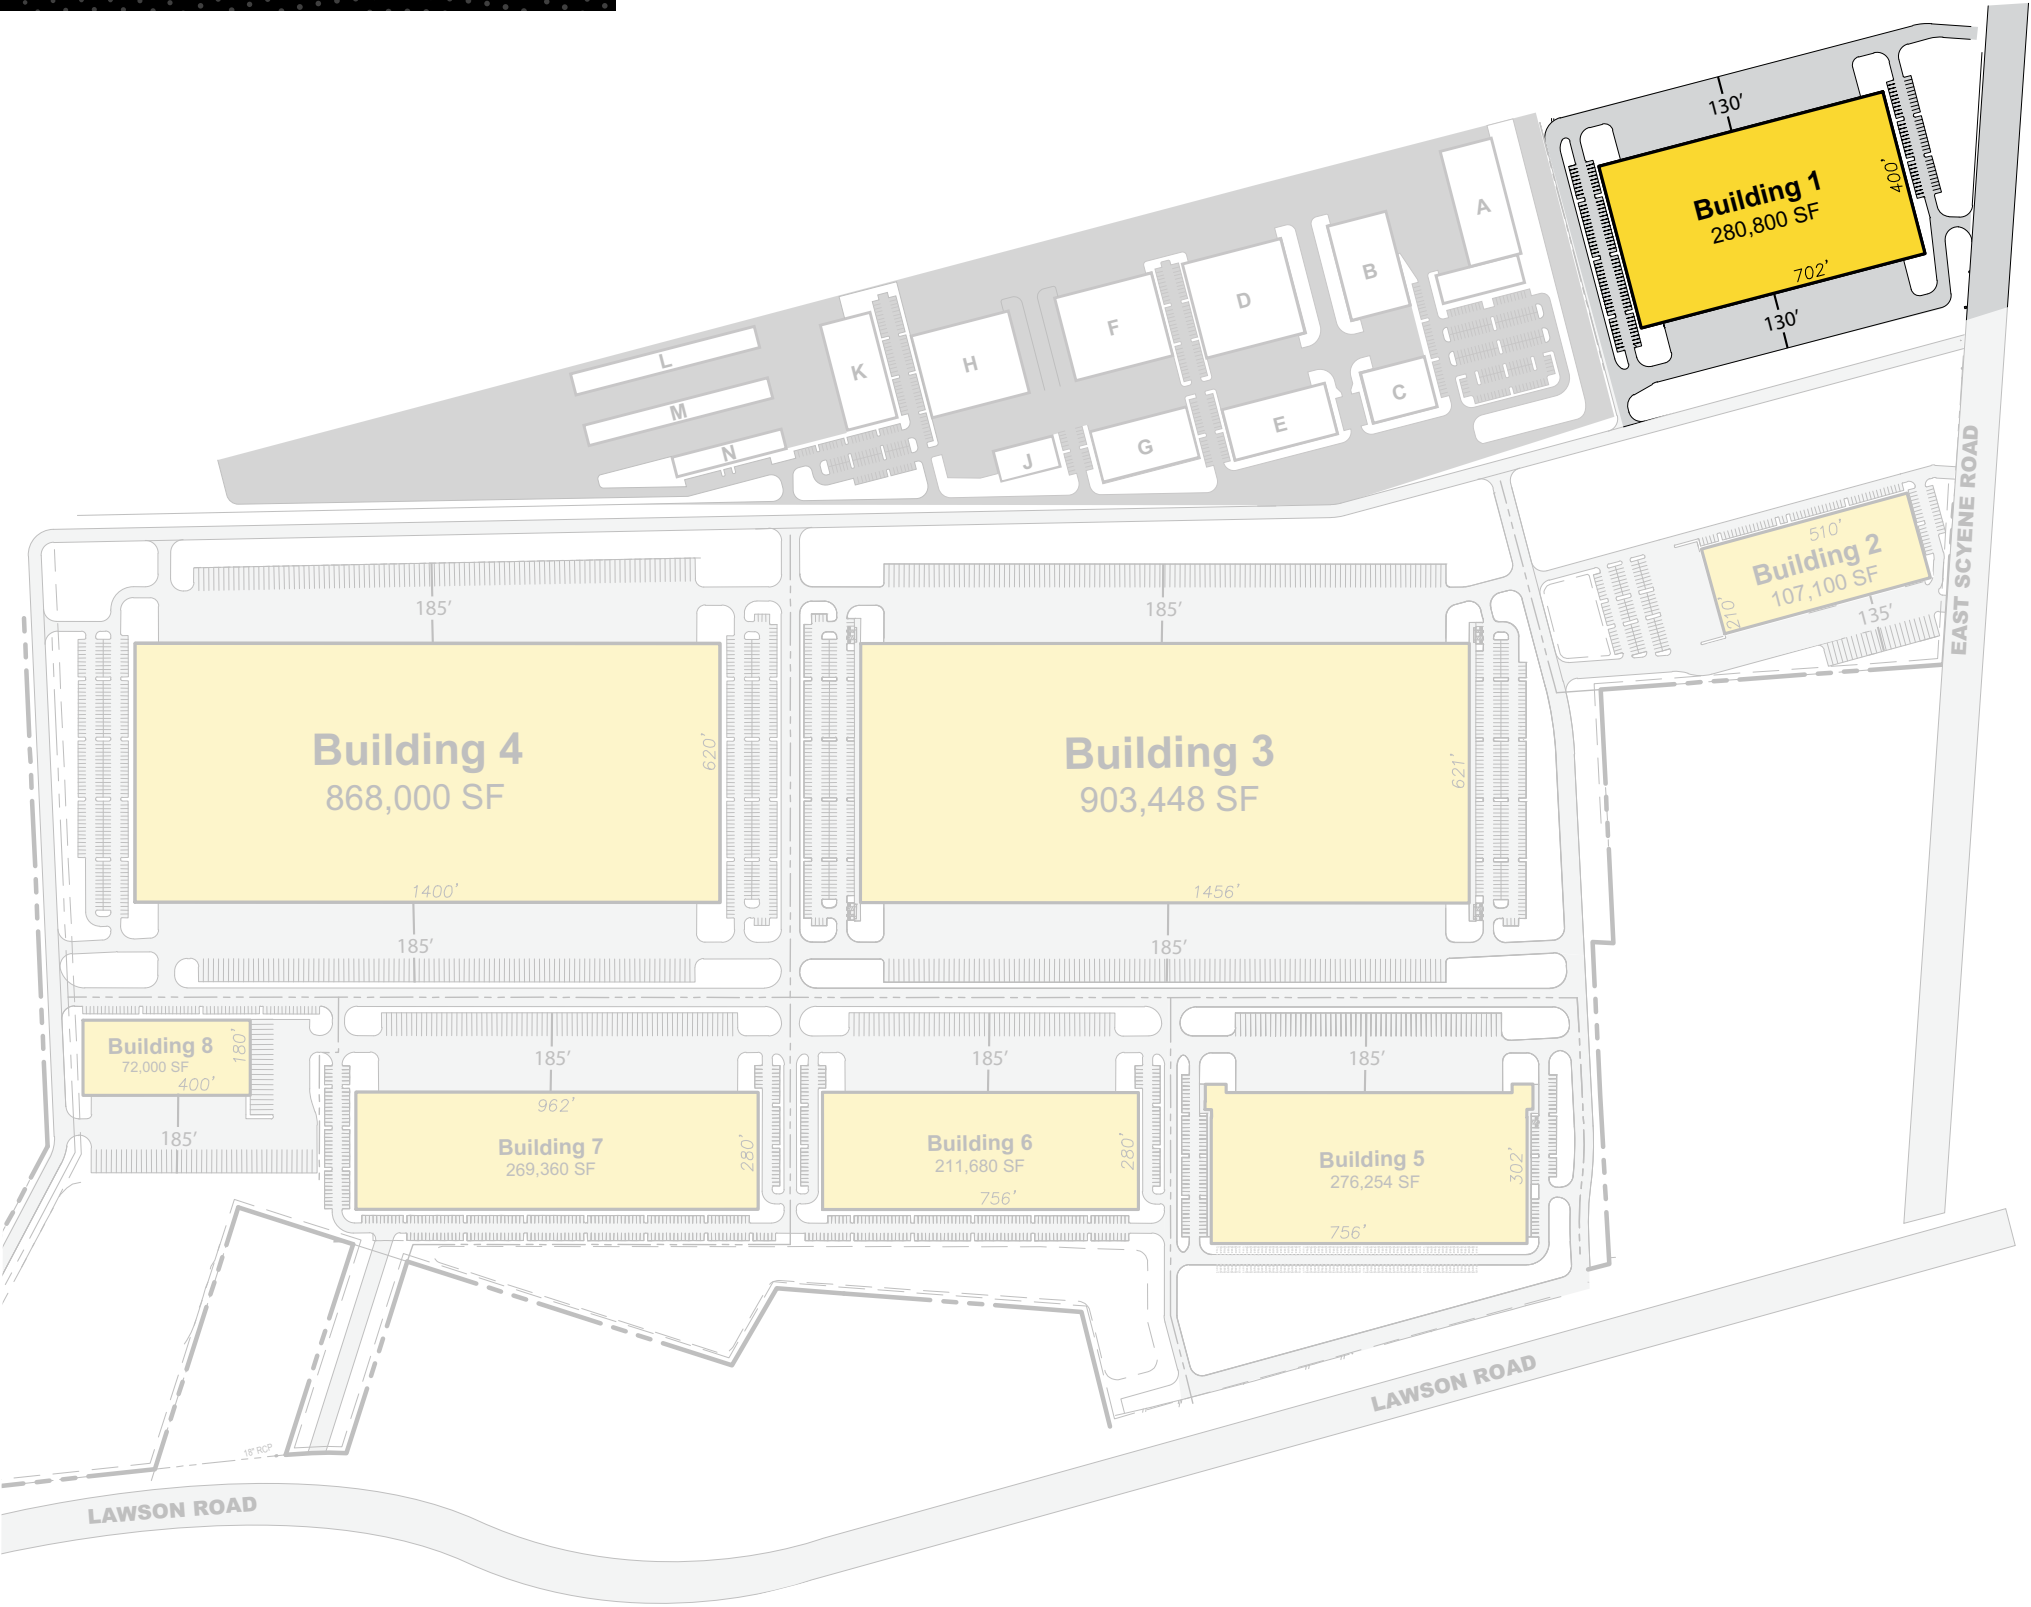 130'
Building 1
280,800 SF
400'
702'
130'
A
B
D
F
H
K
L
M
N
J
G
E
C
EAST SCYENE ROAD
510'
Building 2
107,100 SF
210'
135'
185'
Building 4
868,000 SF
620'
1400'
185'
185'
Building 3
903,448 SF
621'
1456'
185'
Building 8
72,000 SF
180'
400'
185'
185'
962'
Building 7
269,360 SF
280'
185'
Building 6
211,680 SF
280'
756'
185'
Building 5
276,254 SF
302'
756'
LAWSON ROAD
18" RCP
LAWSON ROAD